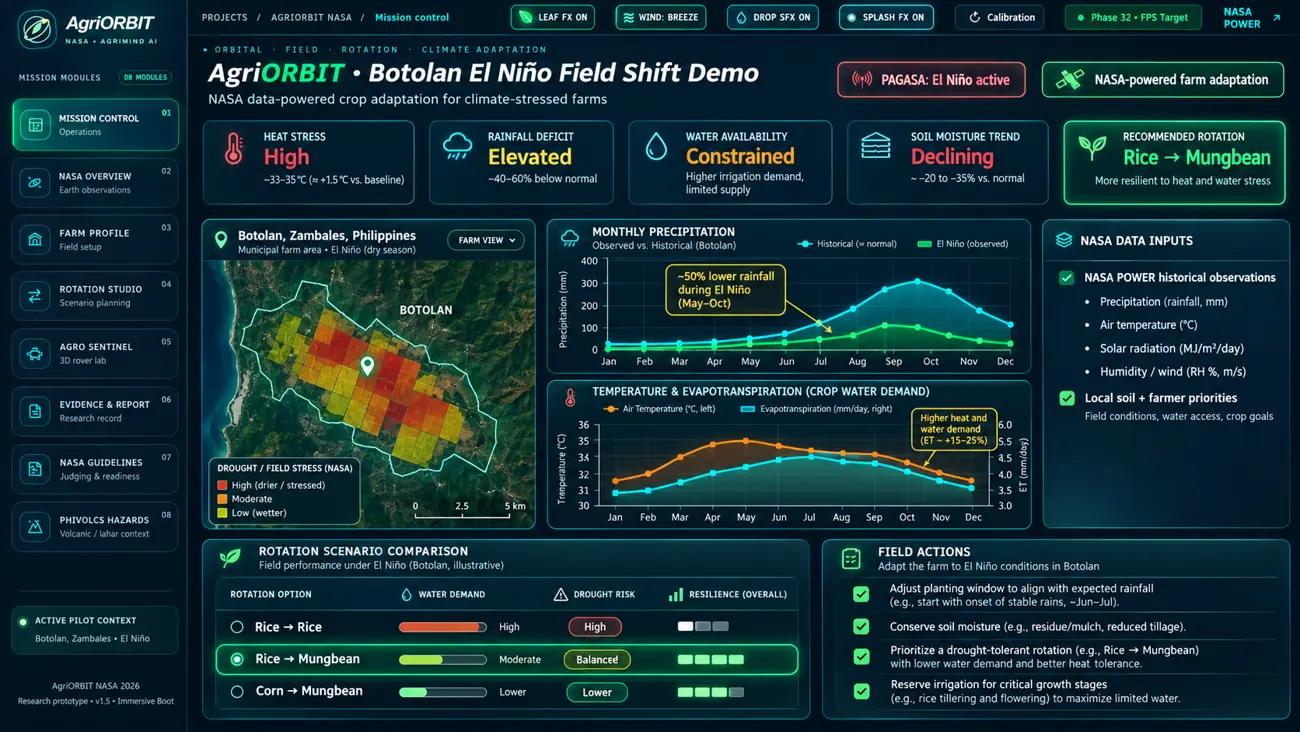 AgriORBIT
NASA • AGRIMIND AI
PROJECTS / AGRIORBIT NASA / Mission control
LEAF FX ON
WIND: BREEZE
DROP SFX ON
SPLASH FX ON
Calibration
Phase 32 • FPS Target
NASA POWER ↗
MISSION MODULES
08 MODULES
MISSION CONTROL
Operations
01
NASA OVERVIEW
Earth observations
02
FARM PROFILE
Field setup
03
ROTATION STUDIO
Scenario planning
04
AGRO SENTINEL
3D rover lab
05
EVIDENCE & REPORT
Research record
06
NASA GUIDELINES
Judging & readiness
07
PHIVOLCS HAZARDS
Volcanic / lahar context
08
ACTIVE PILOT CONTEXT
Botolan, Zambales • El Niño
AgriORBIT NASA 2026
Research prototype • v1.5 • Immersive Boot
ORBITAL · FIELD · ROTATION · CLIMATE ADAPTATION
AgriORBIT • Botolan El Niño Field Shift Demo
NASA data-powered crop adaptation for climate-stressed farms
PAGASA: El Niño active
NASA-powered farm adaptation
HEAT STRESS
High
~33–35°C (≈ +1.5°C vs. baseline)
RAINFALL DEFICIT
Elevated
~40–60% below normal
WATER AVAILABILITY
Constrained
Higher irrigation demand,
limited supply
SOIL MOISTURE TREND
Declining
~ –20 to –35% vs. normal
RECOMMENDED ROTATION
Rice → Mungbean
More resilient to heat and water stress
Botolan, Zambales, Philippines
Municipal farm area • El Niño (dry season)
FARM VIEW
BOTOLAN
DROUGHT / FIELD STRESS (NASA)
High (drier / stressed)
Moderate
Low (wetter)
0 2.5 5 km
MONTHLY PRECIPITATION
Observed vs. Historical (Botolan)
Historical (≈ normal)
El Niño (observed)
Precipitation (mm)
400
300
200
100
0
~50% lower rainfall
during El Niño
(May–Oct)
Jan Feb Mar Apr May Jun Jul Aug Sep Oct Nov Dec
TEMPERATURE & EVAPOTRANSPIRATION (CROP WATER DEMAND)
Air Temperature (°C, left)
Evapotranspiration (mm/day, right)
Higher heat and
water demand
(ET ~ +15–25%)
Temperature (°C)
36
34
32
31
30
6.0
5.5
4.5
4.0
3.5
3.0
ET (mm/day)
Jan Feb Mar Apr May Jun Jul Aug Sep Oct Nov Dec
NASA DATA INPUTS
NASA POWER historical observations
• Precipitation (rainfall, mm)
• Air temperature (°C)
• Solar radiation (MJ/m²/day)
• Humidity / wind (RH %, m/s)
Local soil + farmer priorities
Field conditions, water access, crop goals
ROTATION SCENARIO COMPARISON
Field performance under El Niño (Botolan, illustrative)
ROTATION OPTION WATER DEMAND DROUGHT RISK RESILIENCE (OVERALL)
Rice → Rice High High
Rice → Mungbean Moderate Balanced
Corn → Mungbean Lower Lower
FIELD ACTIONS
Adapt the farm to El Niño conditions in Botolan
Adjust planting window to align with expected rainfall
(e.g., start with onset of stable rains, ~Jun–Jul).
Conserve soil moisture (e.g., residue/mulch, reduced tillage).
Prioritize a drought-tolerant rotation (e.g., Rice → Mungbean)
with lower water demand and better heat tolerance.
Reserve irrigation for critical growth stages
(e.g., rice tillering and flowering) to maximize limited water.